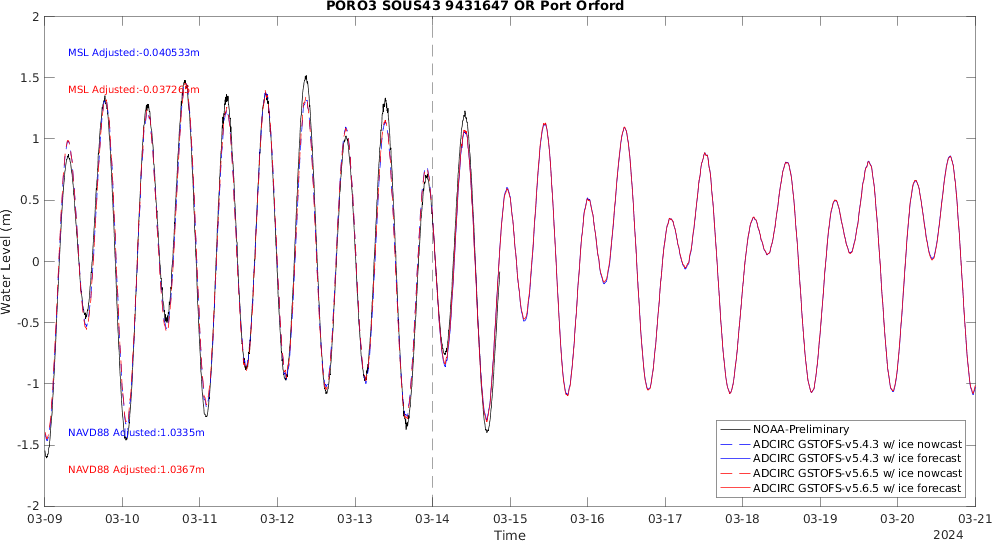 PORO3 SOUS43 9431647 OR Port Orford
2
1.5
1
0.5
0
-0.5
-1
-1.5
-2
Water Level (m)
MSL Adjusted:-0.040533m
MSL Adjusted:-0.037265m
NAVD88 Adjusted:1.0335m
NAVD88 Adjusted:1.0367m
NOAA-Preliminary
ADCIRC GSTOFS-v5.4.3 w/ ice nowcast
ADCIRC GSTOFS-v5.4.3 w/ ice forecast
ADCIRC GSTOFS-v5.6.5 w/ ice nowcast
ADCIRC GSTOFS-v5.6.5 w/ ice forecast
03-09 03-10 03-11 03-12 03-13 03-14 03-15 03-16 03-17 03-18 03-19 03-20 03-21
Time
2024